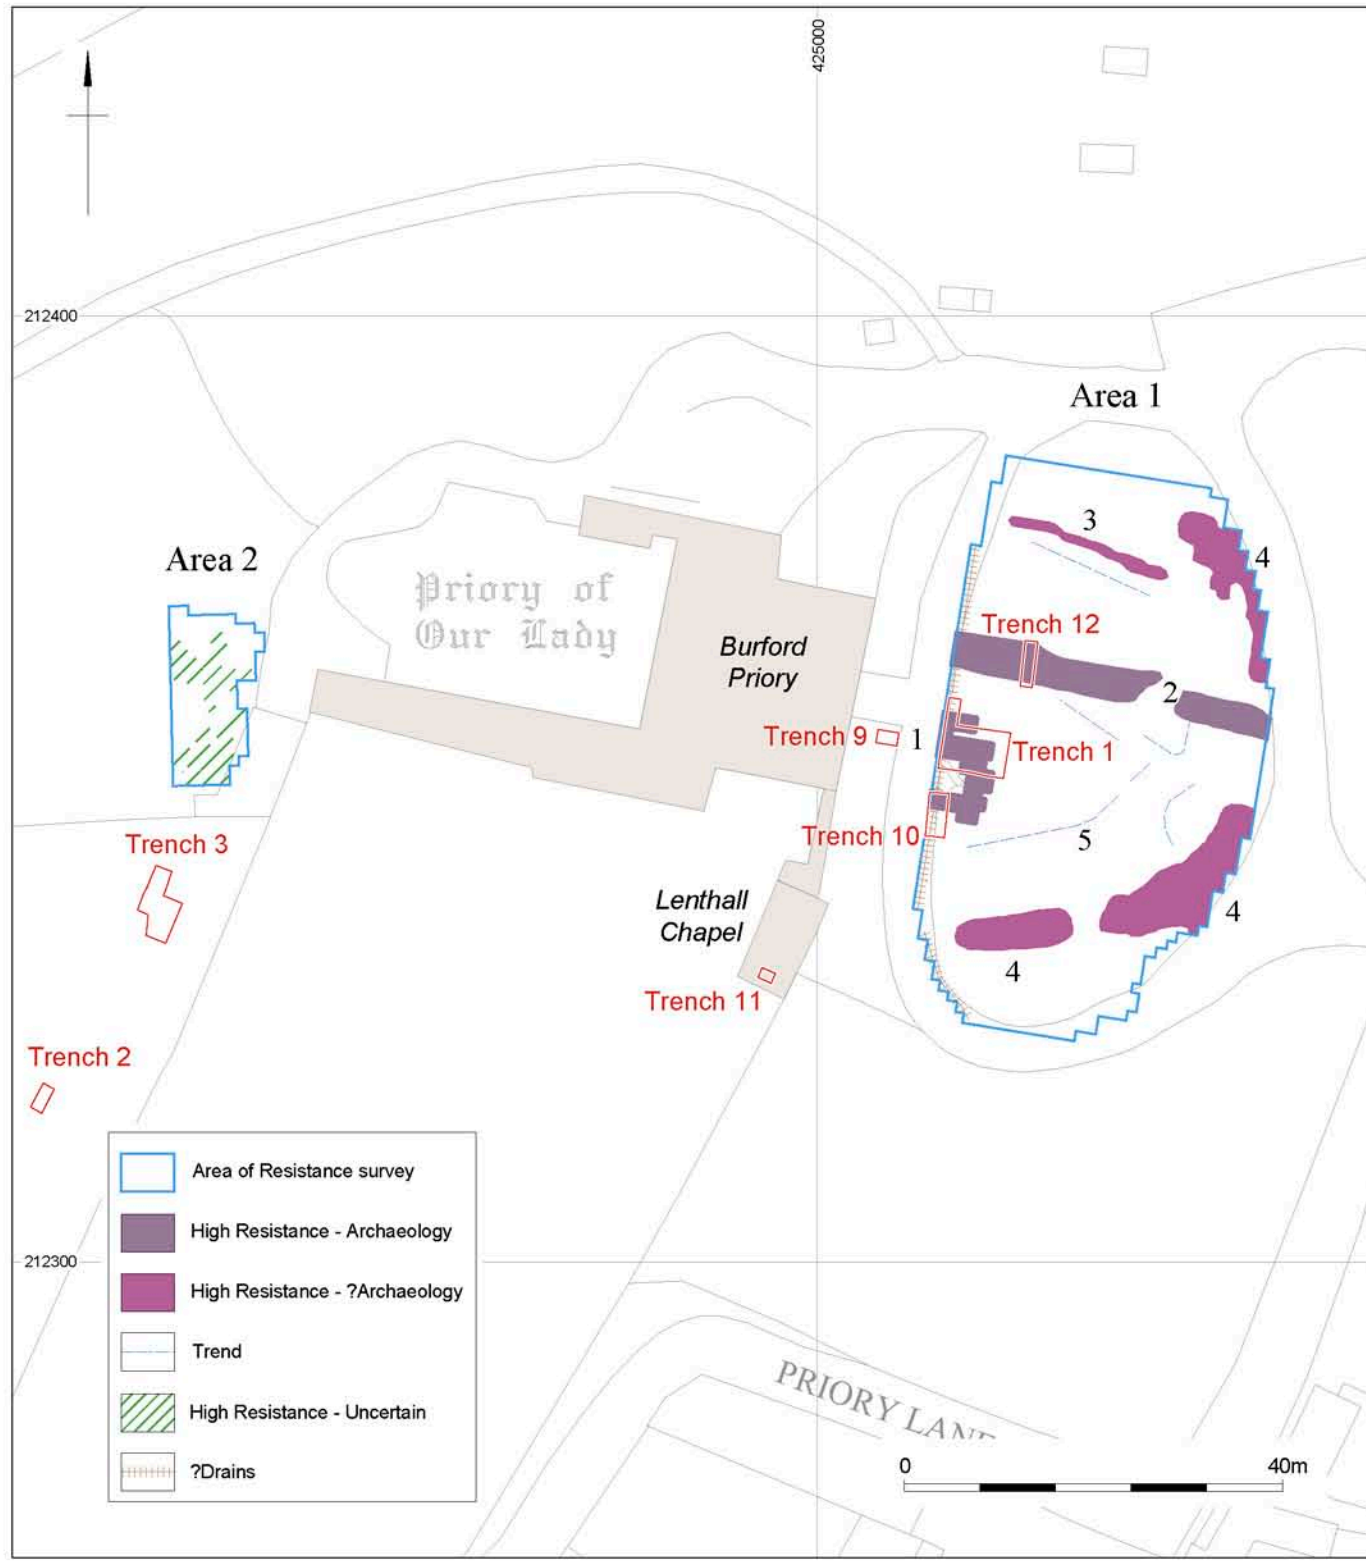 425000
212400
Area 1
3
4
Area 2
Priory of
Our Lady
Trench 12
Burford
Priory
2
Trench 9
1
Trench 1
Trench 10
5
Trench 3
Lenthall
Chapel
4
4
Trench 11
Trench 2
Area of Resistance survey
High Resistance - Archaeology
212300
High Resistance - ?Archaeology
Trend
PRIORY LANE
High Resistance - Uncertain
?Drains
0
40m